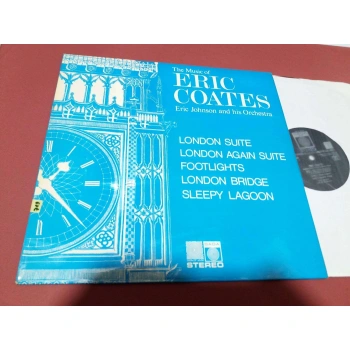 The Music of
ERIC
COATES
Eric Johnson and his Orchestra
LONDON SUITE
LONDON AGAIN SUITE
FOOTLIGHTS
LONDON BRIDGE
SLEEPY LAGOON
STEREO